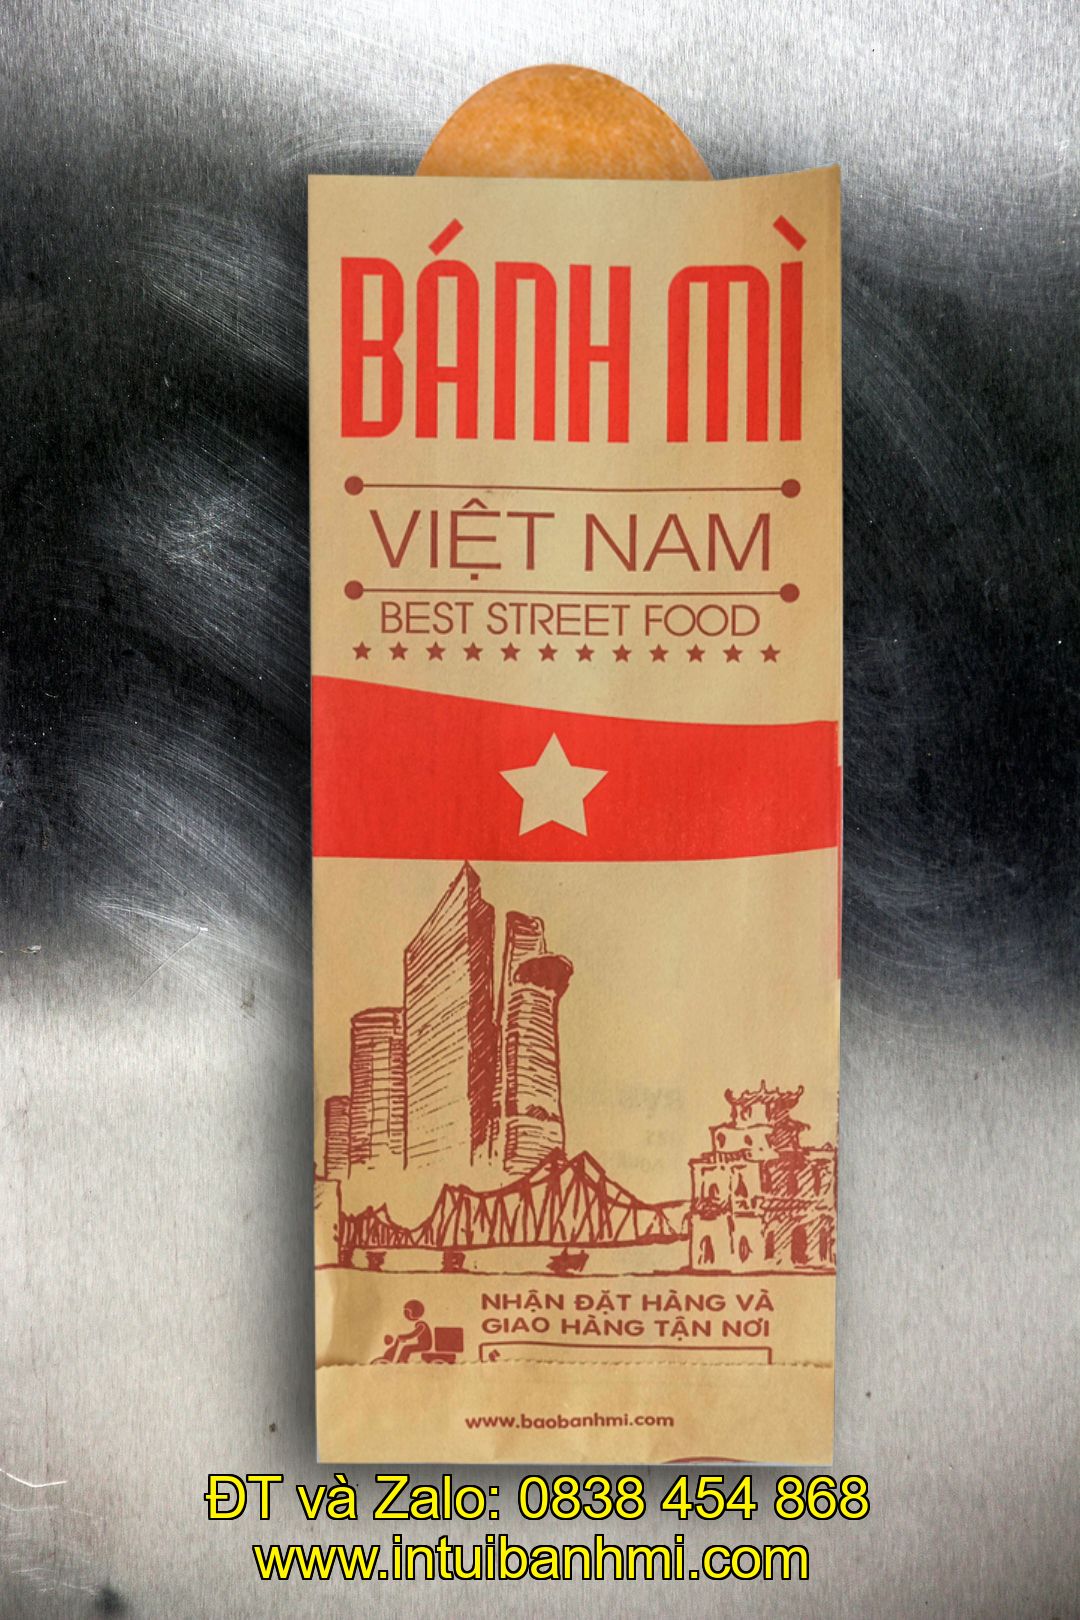 BÁNH MÌ
VIỆT NAM
BEST STREET FOOD
NHẬN ĐẶT HÀNG VÀ
GIAO HÀNG TẬN NƠI
www.baobanhmi.com
ĐT và Zalo: 0838 454 868
www.intuibanhmi.com